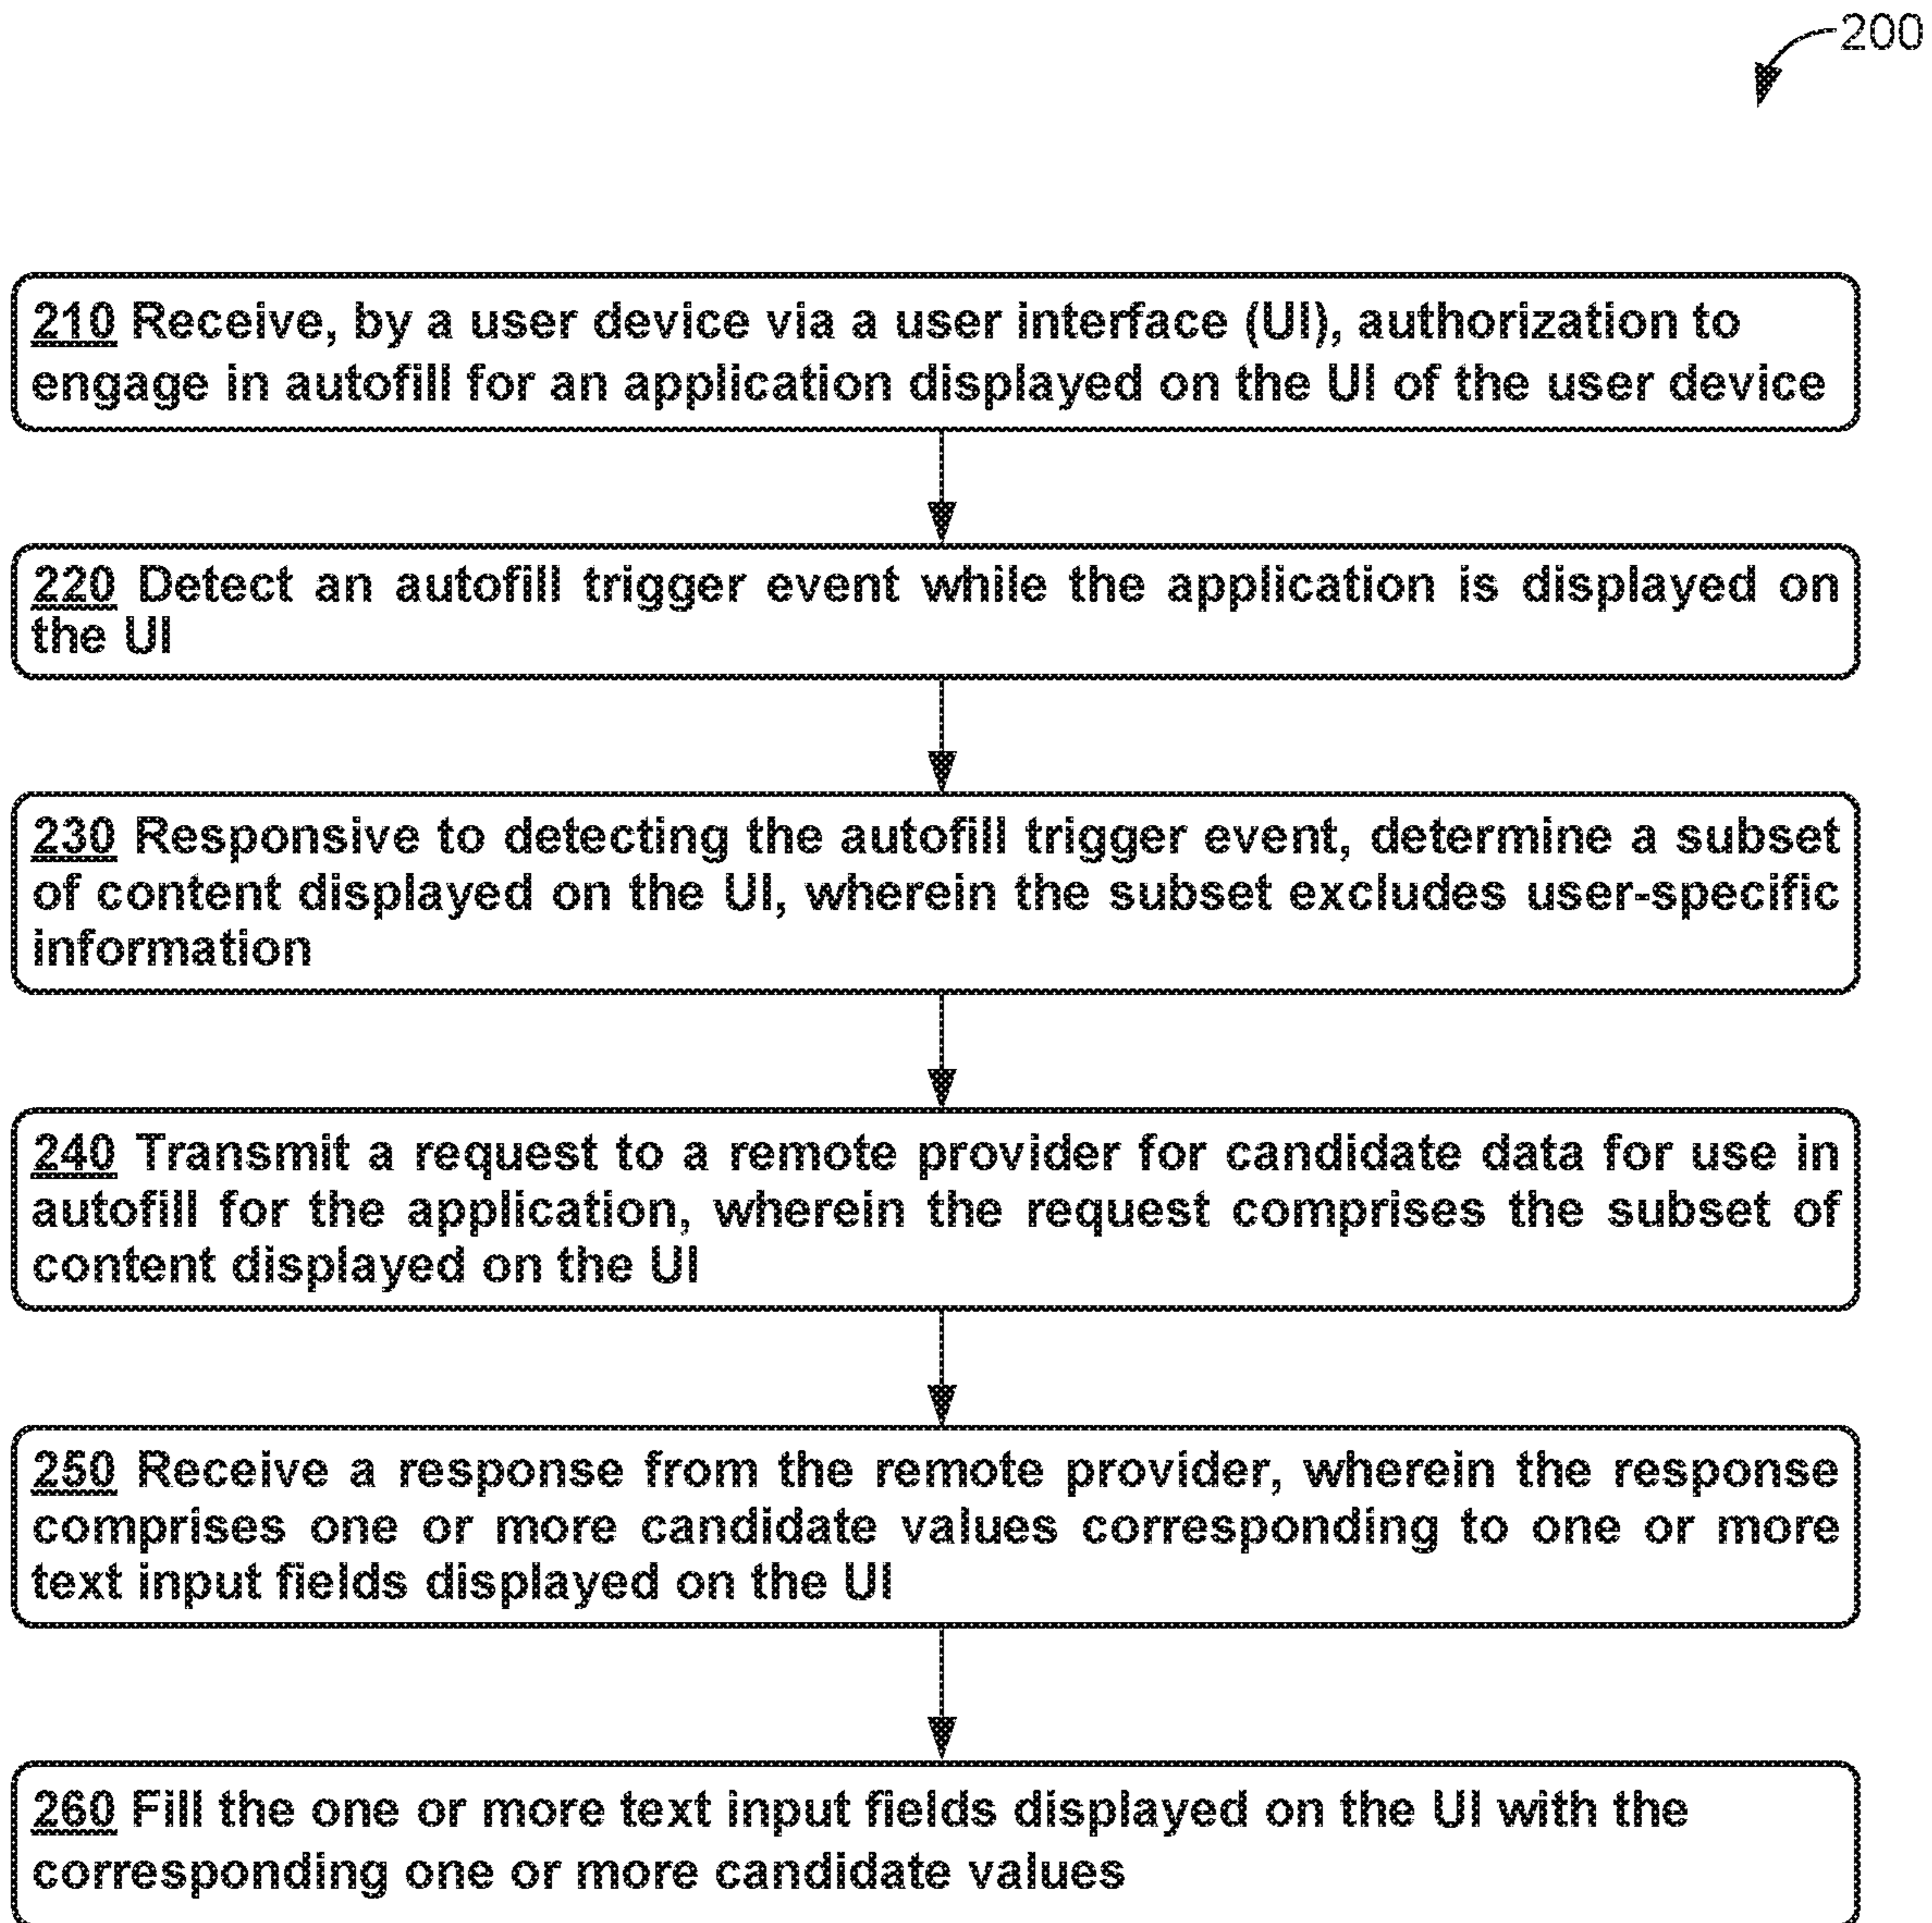 200
210 Receive, by a user device via a user interface (UI), authorization to
engage in autofill for an application displayed on the UI of the user device
220 Detect an autofill trigger event while the application is displayed on
the UI
230 Responsive to detecting the autofill trigger event, determine a subset
of content displayed on the UI, wherein the subset excludes user-specific
information
240 Transmit a request to a remote provider for candidate data for use in
autofill for the application, wherein the request comprises the subset of
content displayed on the UI
250 Receive a response from the remote provider, wherein the response
comprises one or more candidate values corresponding to one or more
text input fields displayed on the UI
260 Fill the one or more text input fields displayed on the UI with the
corresponding one or more candidate values